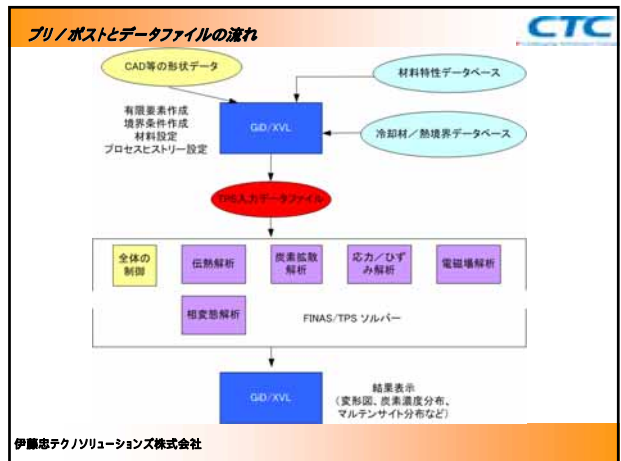 プリ/ポストとデータファイルの流れ
CTC
CAD等の形状データ
材料特性データベース
有限要素作成
境界条件作成
材料設定
プロセスヒストリー設定
GiD/XVL
冷却材/熱境界データベース
TPS入力データファイル
全体の
制御
伝熱解析
炭素拡散
解析
応力/ひず
み解析
電磁場解析
相変態解析
FINAS/TPS ソルバー
GiD/XVL
結果表示
(変形図、炭素濃度分布、
マルテンサイト分布など)
伊藤忠テクノソリューションズ株式会社